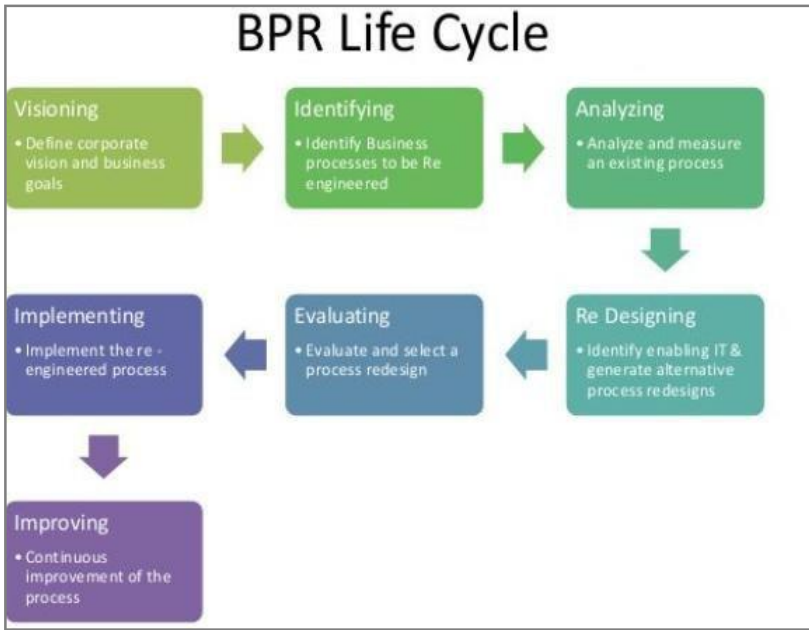 BPR Life Cycle
Visioning
• Define corporate
vision and business
goals
Identifying
• Identify Business
processes to be Re
engineered
Analyzing
• Analyze and measure
an existing process
Re Designing
• Identify enabling IT &
generate alternative
process redesigns
Evaluating
• Evaluate and select a
process redesign
Implementing
• Implement the re -
engineered process
Improving
• Continuous
improvement of the
process